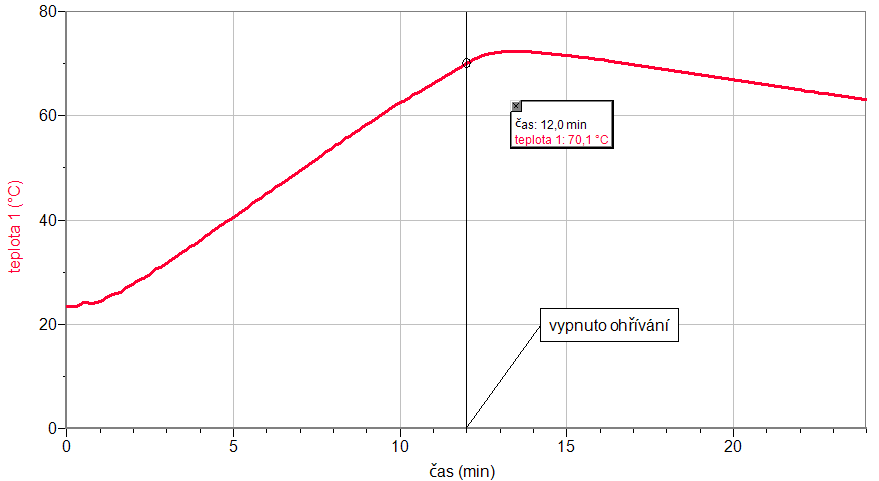 80
60
40
20
0
teplota 1 (°C)
čas: 12,0 min
teplota 1: 70,1 °C
vypnuto ohřívání
0 5 10 15 20
čas (min)